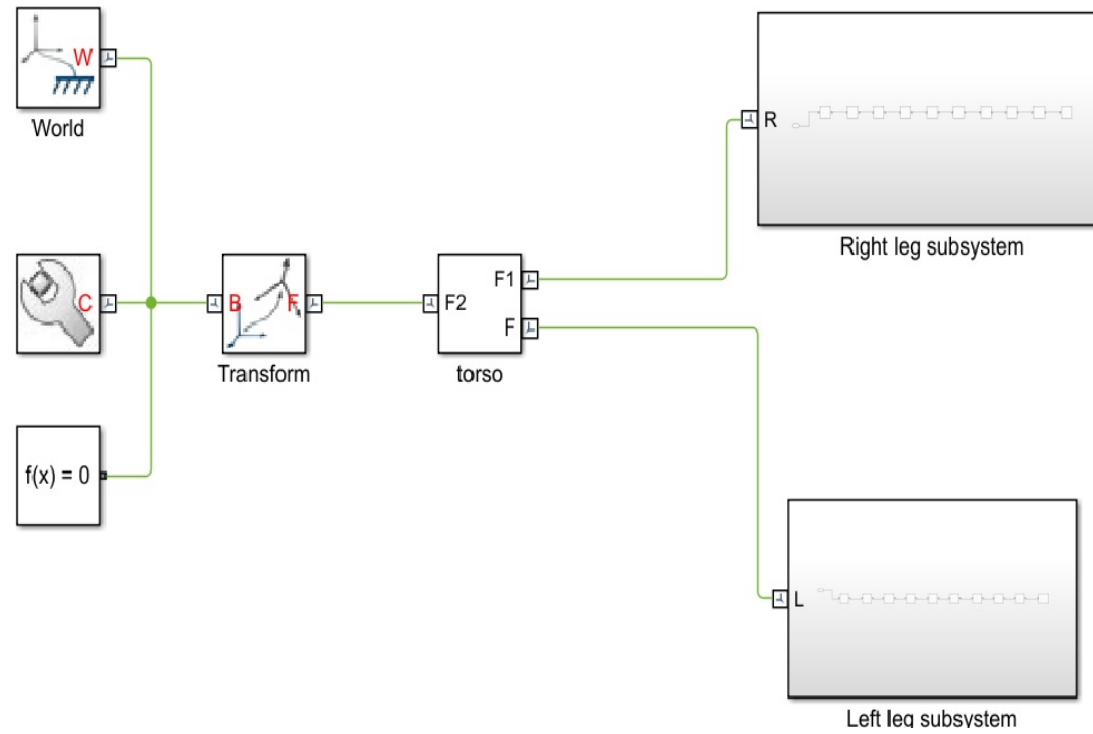 W
World
C
f(x) = 0
B
F
Transform
F2
F1
F
torso
R
Right leg subsystem
L
Left leg subsystem